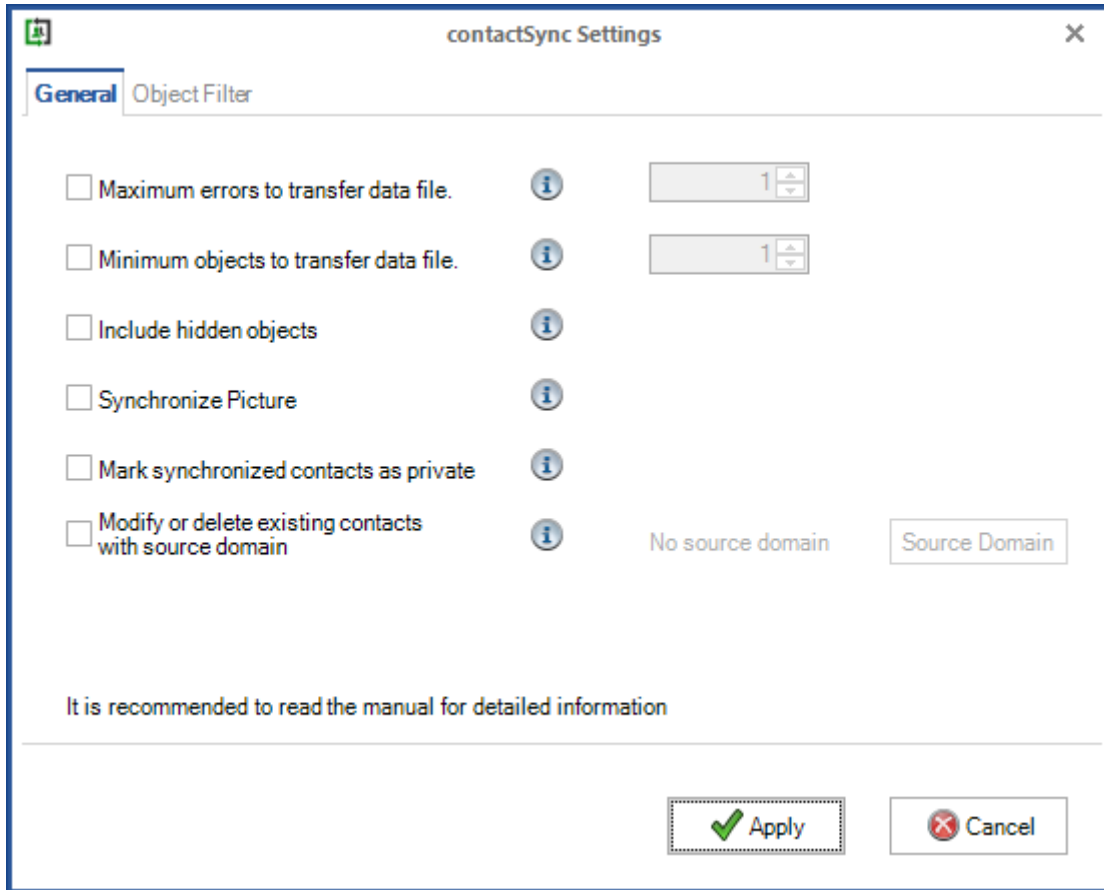 contactSync Settings
General Object Filter
Maximum errors to transfer data file. 1
Minimum objects to transfer data file. 1
Include hidden objects
Synchronize Picture
Mark synchronized contacts as private
Modify or delete existing contacts
with source domain
No source domain Source Domain
It is recommended to read the manual for detailed information
Apply Cancel